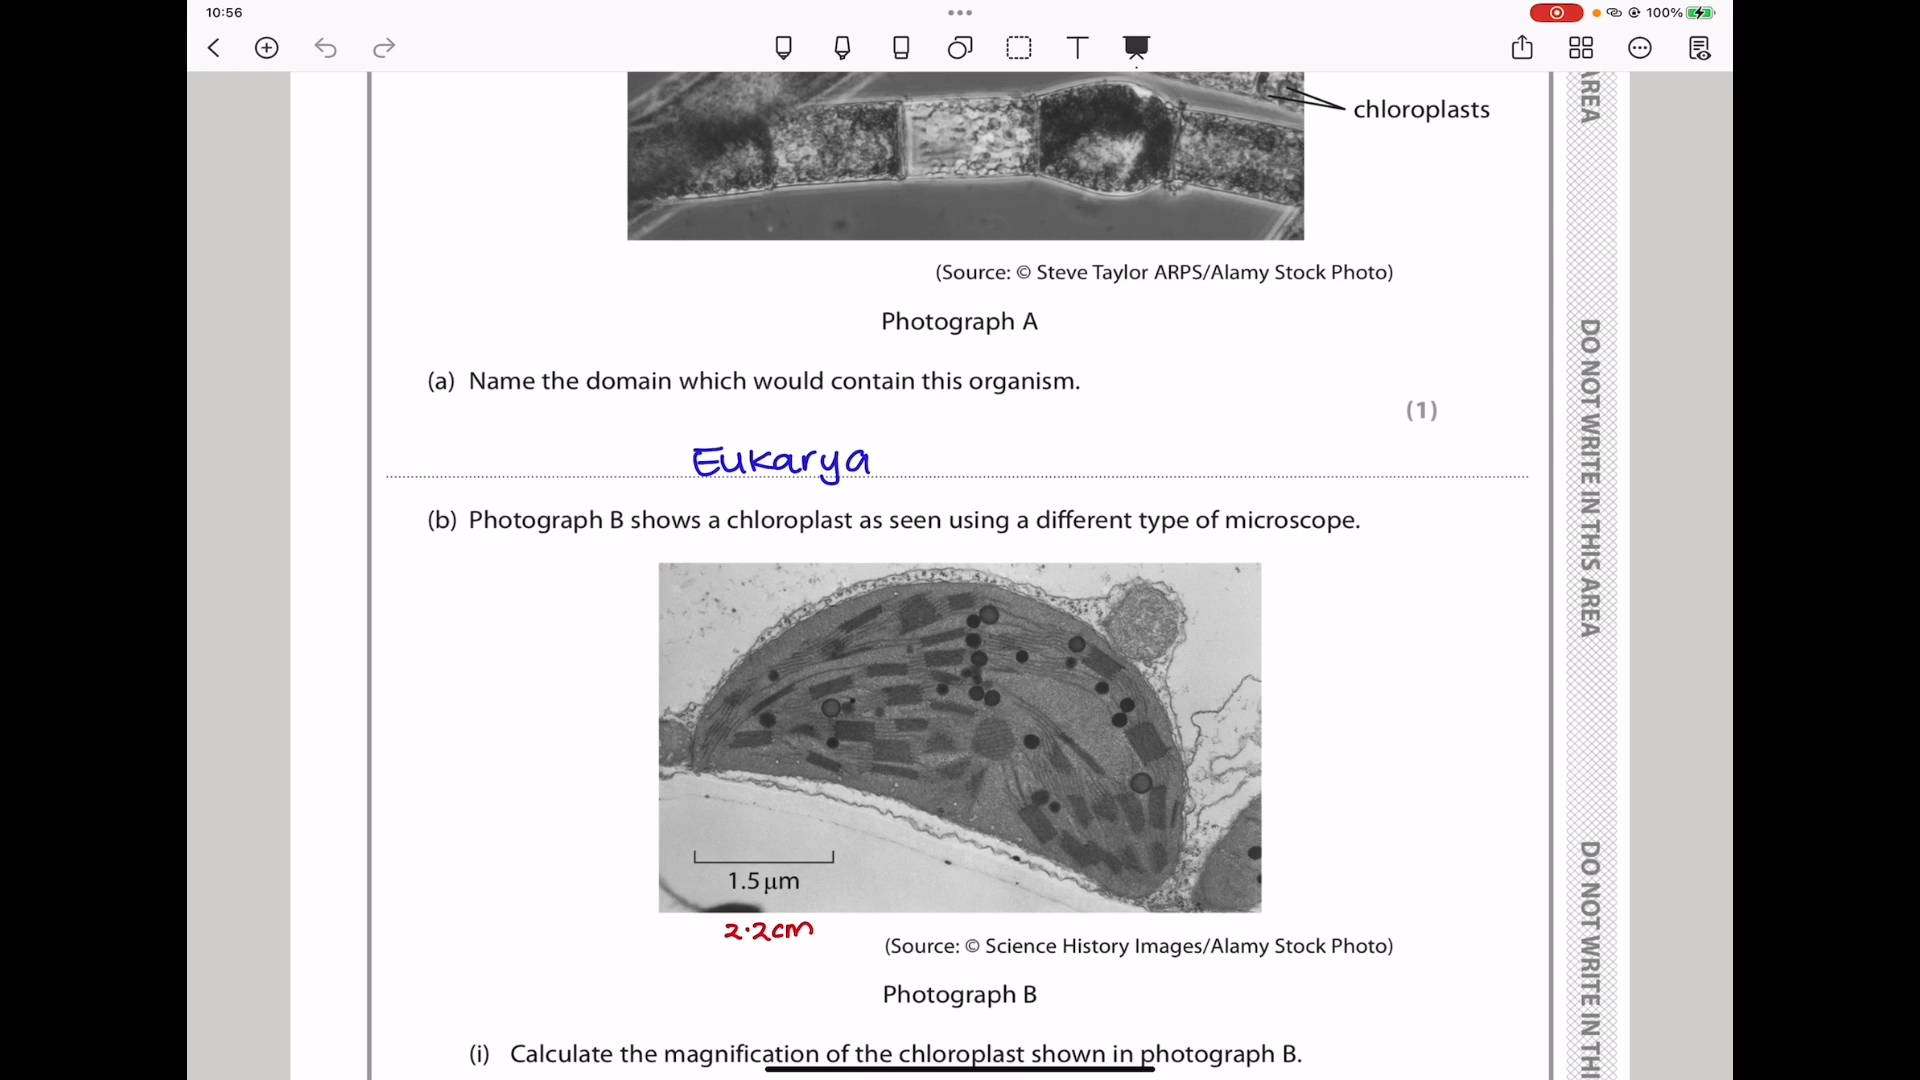 10:56
100%
chloroplasts
(Source: © Steve Taylor ARPS/Alamy Stock Photo)
Photograph A
(a) Name the domain which would contain this organism.
(1)
Eukarya
(b) Photograph B shows a chloroplast as seen using a different type of microscope.
1.5 µm
2.2cm
(Source: © Science History Images/Alamy Stock Photo)
Photograph B
(i) Calculate the magnification of the chloroplast shown in photograph B.
AREA
DO NOT WRITE IN THIS AREA
DO NOT WRITE IN THI